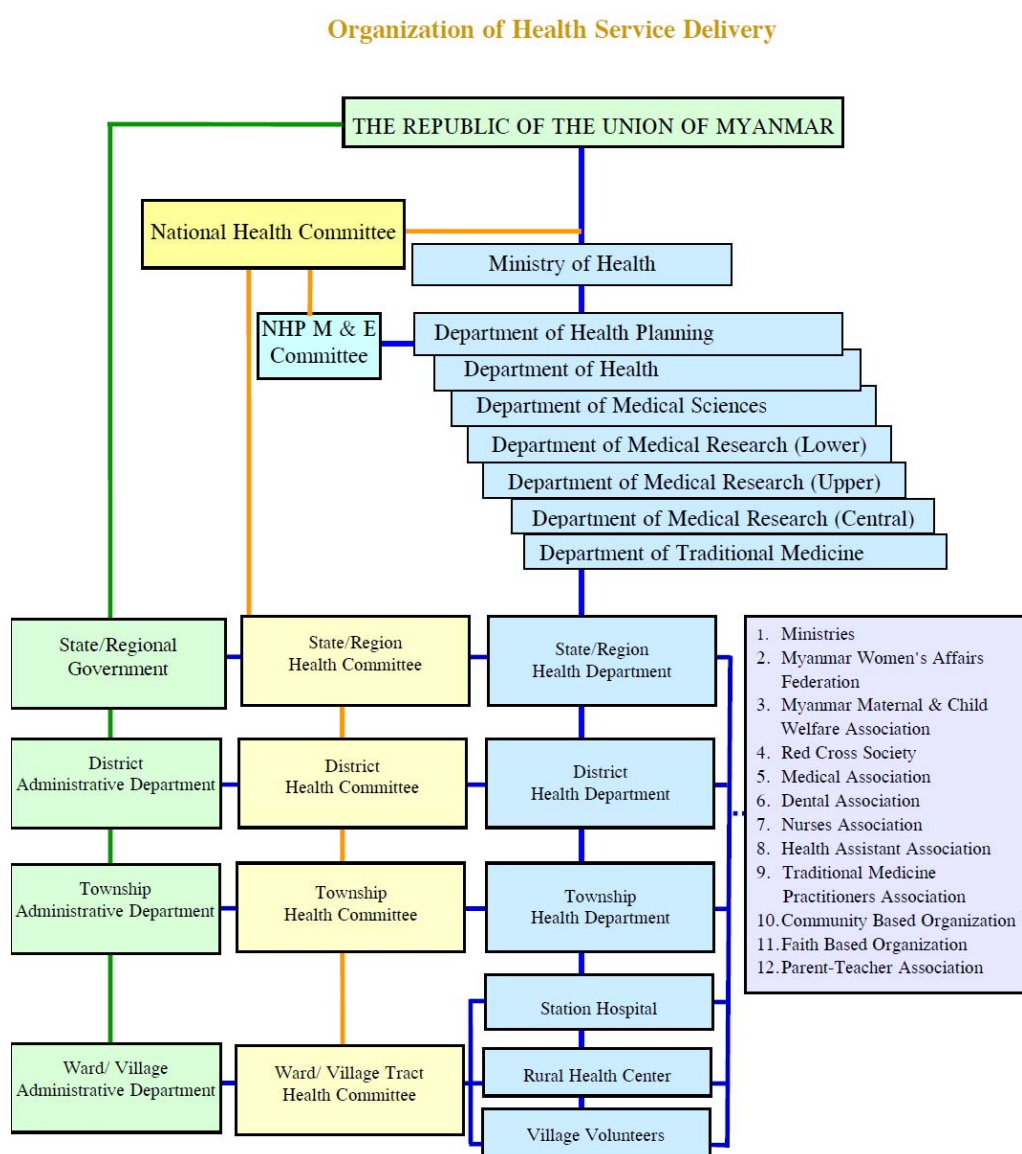 Organization of Health Service Delivery
THE REPUBLIC OF THE UNION OF MYANMAR
National Health Committee
Ministry of Health
NHP M & E
Committee
Department of Health Planning
Department of Health
Department of Medical Sciences
Department of Medical Research (Lower)
Department of Medical Research (Upper)
Department of Medical Research (Central)
Department of Traditional Medicine
State/Regional
Government
State/Region
Health Committee
State/Region
Health Department
District
Administrative Department
District
Health Committee
District
Health Department
Township
Administrative Department
Township
Health Committee
Township
Health Department
Station Hospital
Ward/ Village
Administrative Department
Ward/ Village Tract
Health Committee
Rural Health Center
Village Volunteers
1. Ministries
2. Myanmar Women's Affairs
Federation
3. Myanmar Maternal & Child
Welfare Association
4. Red Cross Society
5. Medical Association
6. Dental Association
7. Nurses Association
8. Health Assistant Association
9. Traditional Medicine
Practitioners Association
10. Community Based Organization
11. Faith Based Organization
12. Parent-Teacher Association